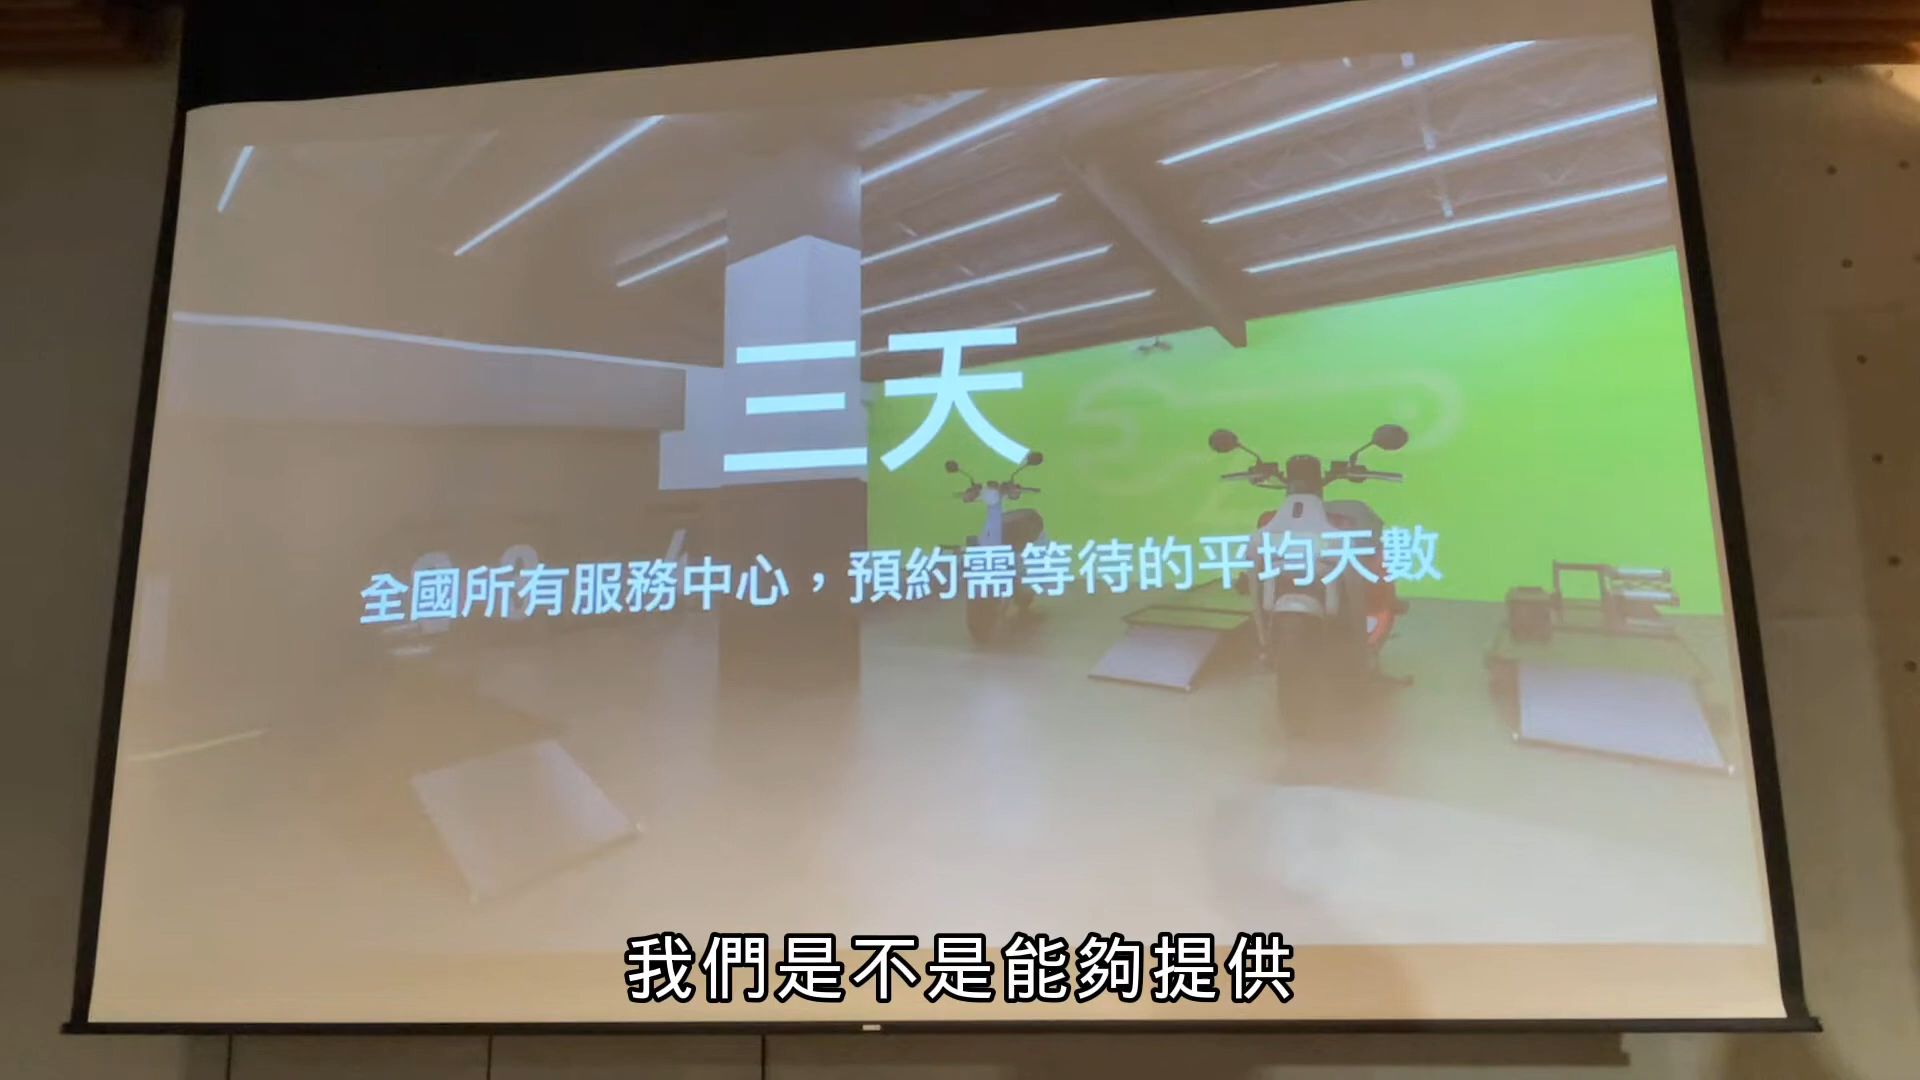 三天
全國所有服務中心，預約需等待的平均天數
我們是不是能夠提供